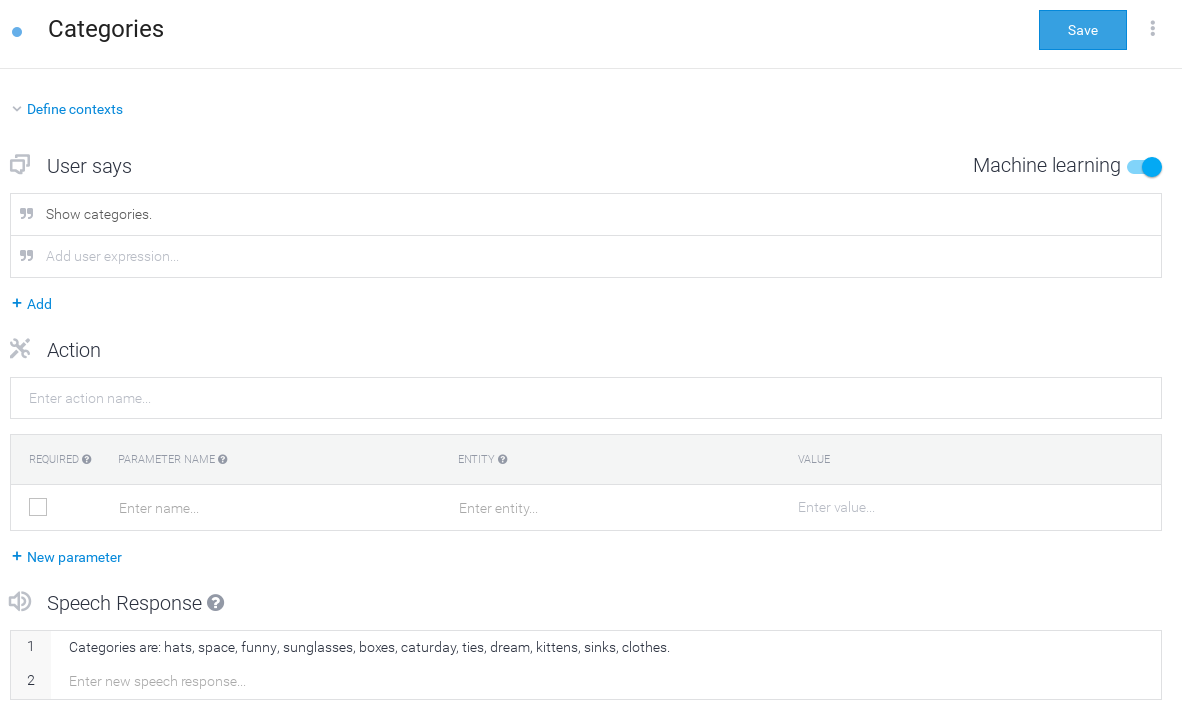 Categories
Save
Define contexts
User says
Machine learning
Show categories.
Add user expression...
+ Add
Action
Enter action name...
REQUIRED ? PARAMETER NAME ? ENTITY ? VALUE
Enter name... Enter entity... Enter value...
+ New parameter
Speech Response ?
1 Categories are: hats, space, funny, sunglasses, boxes, caturday, ties, dream, kittens, sinks, clothes.
2 Enter new speech response...